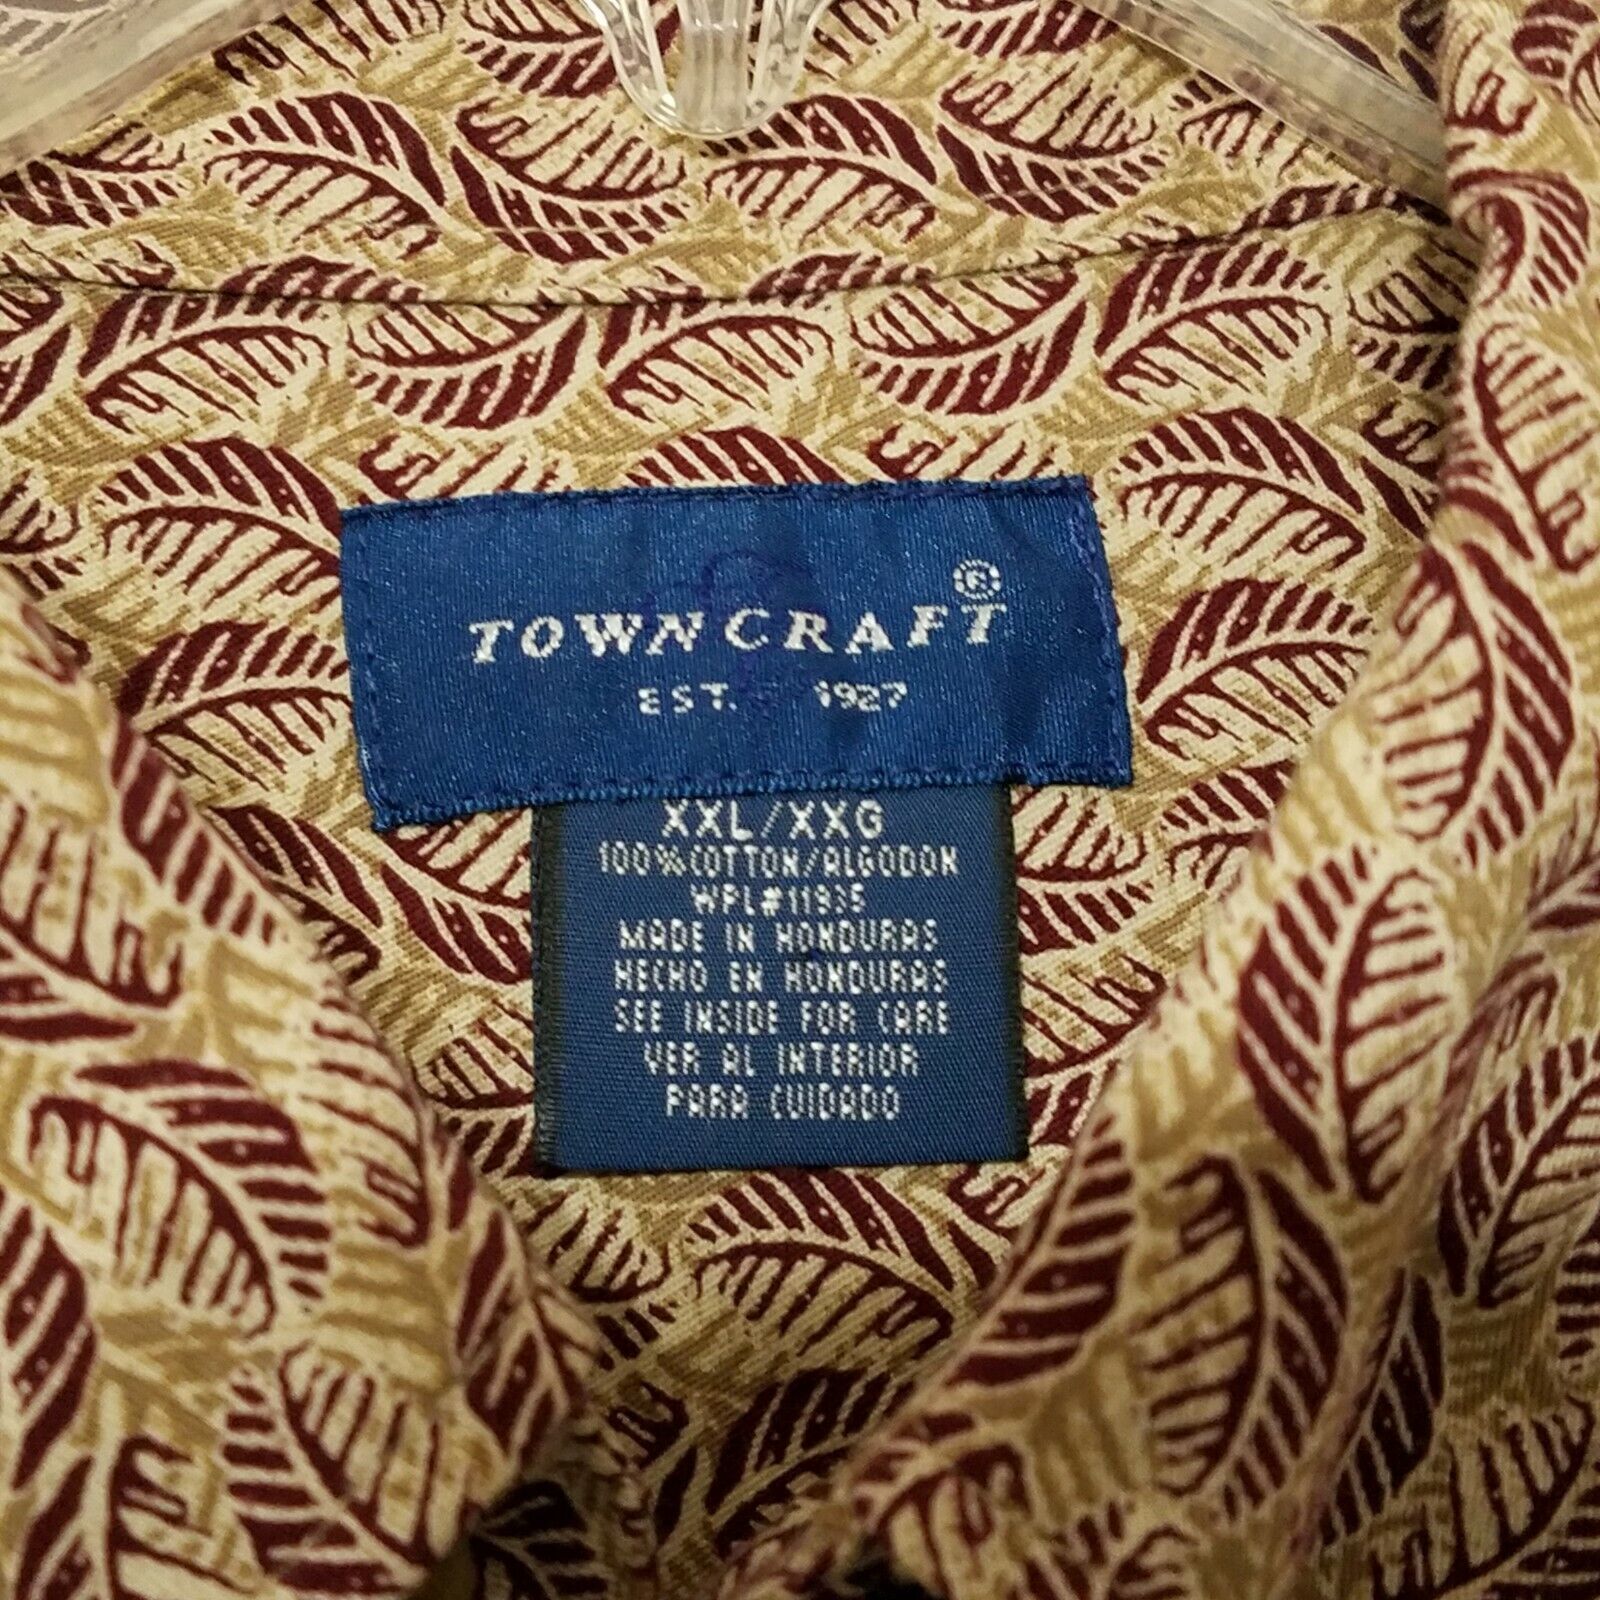 TOWNCRAFT®
EST. 1927
XXL/XXG
100% COTTON/ALGODON
WPL#11835
MADE IN HONDURAS
HECHO EN HONDURAS
SEE INSIDE FOR CARE
VER AL INTERIOR
PARA CUIDADO